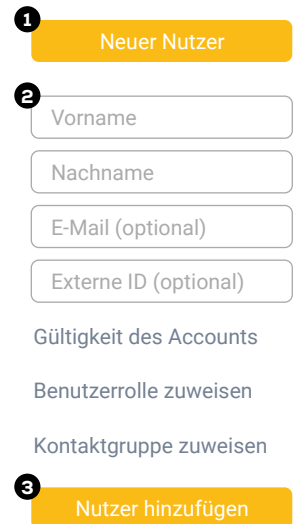 1
Neuer Nutzer
2
Vorname
Nachname
E-Mail (optional)
Externe ID (optional)
Gültigkeit des Accounts
Benutzerrolle zuweisen
Kontaktgruppe zuweisen
3
Nutzer hinzufügen